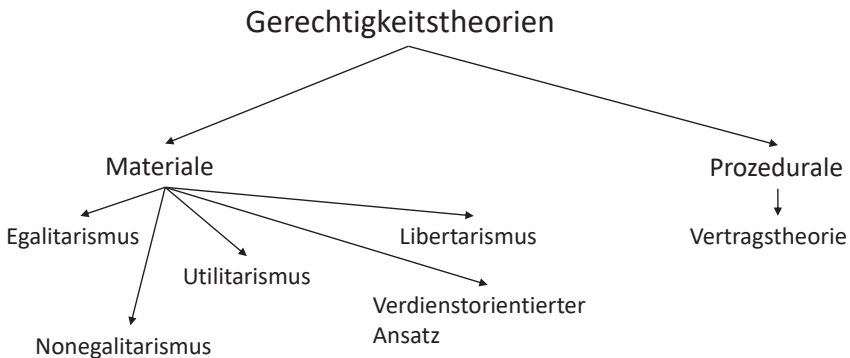 Gerechtigkeitstheorien
Materiale
Prozedurale
Egalitarismus
Libertarismus
Vertragstheorie
Utilitarismus
Verdienstorientierter
Ansatz
Nonegalitarismus